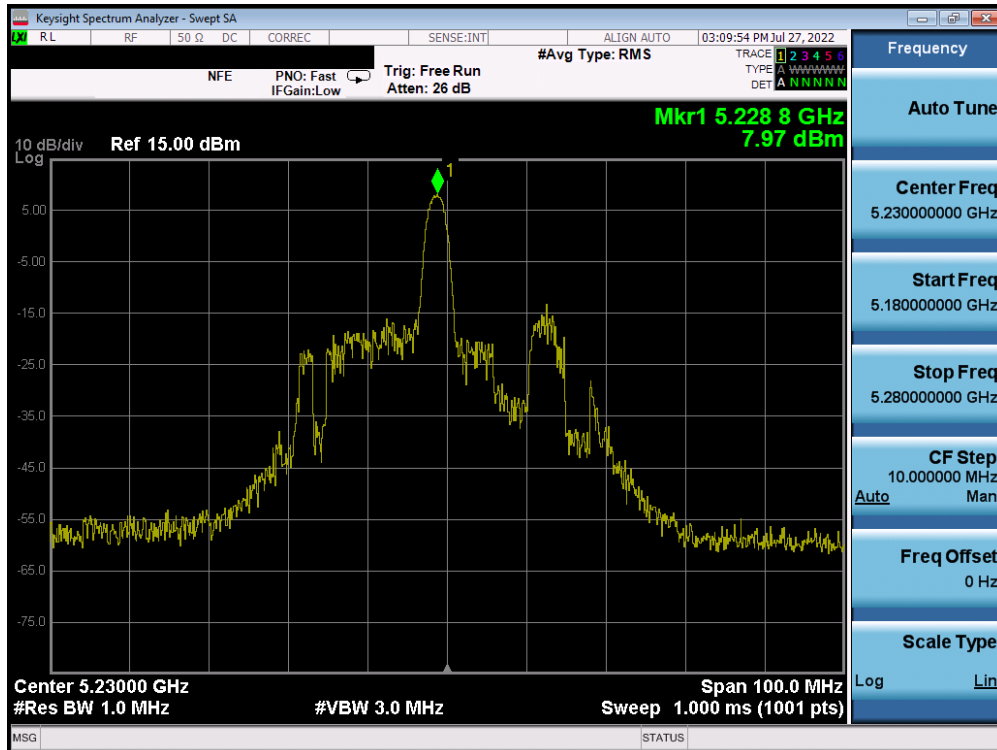 Keysight Spectrum Analyzer - Swept SA
LXI RL RF 50 Ω DC CORREC SENSE:INT ALIGN AUTO 03:09:54 PM Jul 27, 2022
NFE PNO: Fast IFGain:Low Trig: Free Run Atten: 26 dB #Avg Type: RMS
TRACE 1 2 3 4 5 6
TYPE A WWWWW
DET A N N N N N
Mkr1 5.228 8 GHz
7.97 dBm
10 dB/div Ref 15.00 dBm
Log
1
5.00
-5.00
-15.0
-25.0
-35.0
-45.0
-55.0
-65.0
-75.0
Center 5.23000 GHz Span 100.0 MHz
#Res BW 1.0 MHz #VBW 3.0 MHz Sweep 1.000 ms (1001 pts)
MSG STATUS
Frequency
Auto Tune
Center Freq
5.230000000 GHz
Start Freq
5.180000000 GHz
Stop Freq
5.280000000 GHz
CF Step
10.000000 MHz
Auto Man
Freq Offset
0 Hz
Scale Type
Log Lin